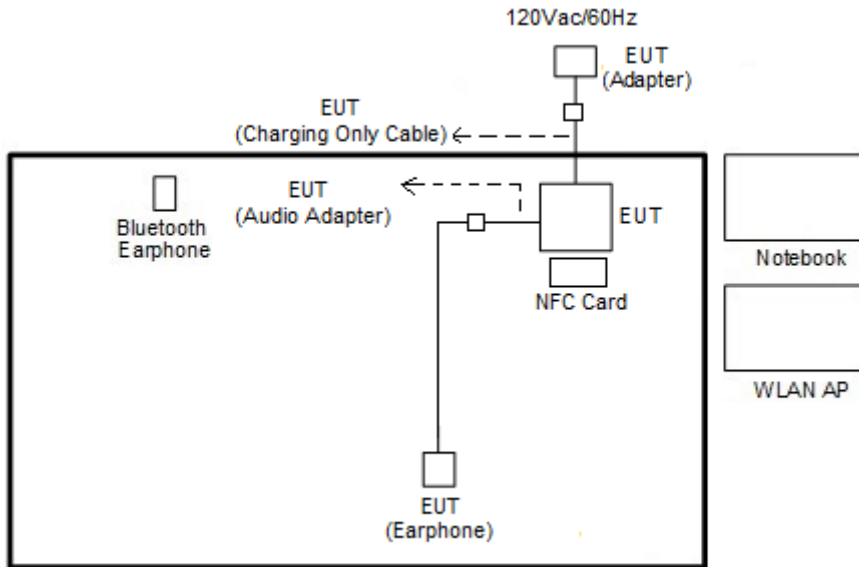 120Vac/60Hz
EUT
(Adapter)
EUT
(Charging Only Cable)
EUT
(Audio Adapter)
Bluetooth
Earphone
EUT
NFC Card
Notebook
WLAN AP
EUT
(Earphone)